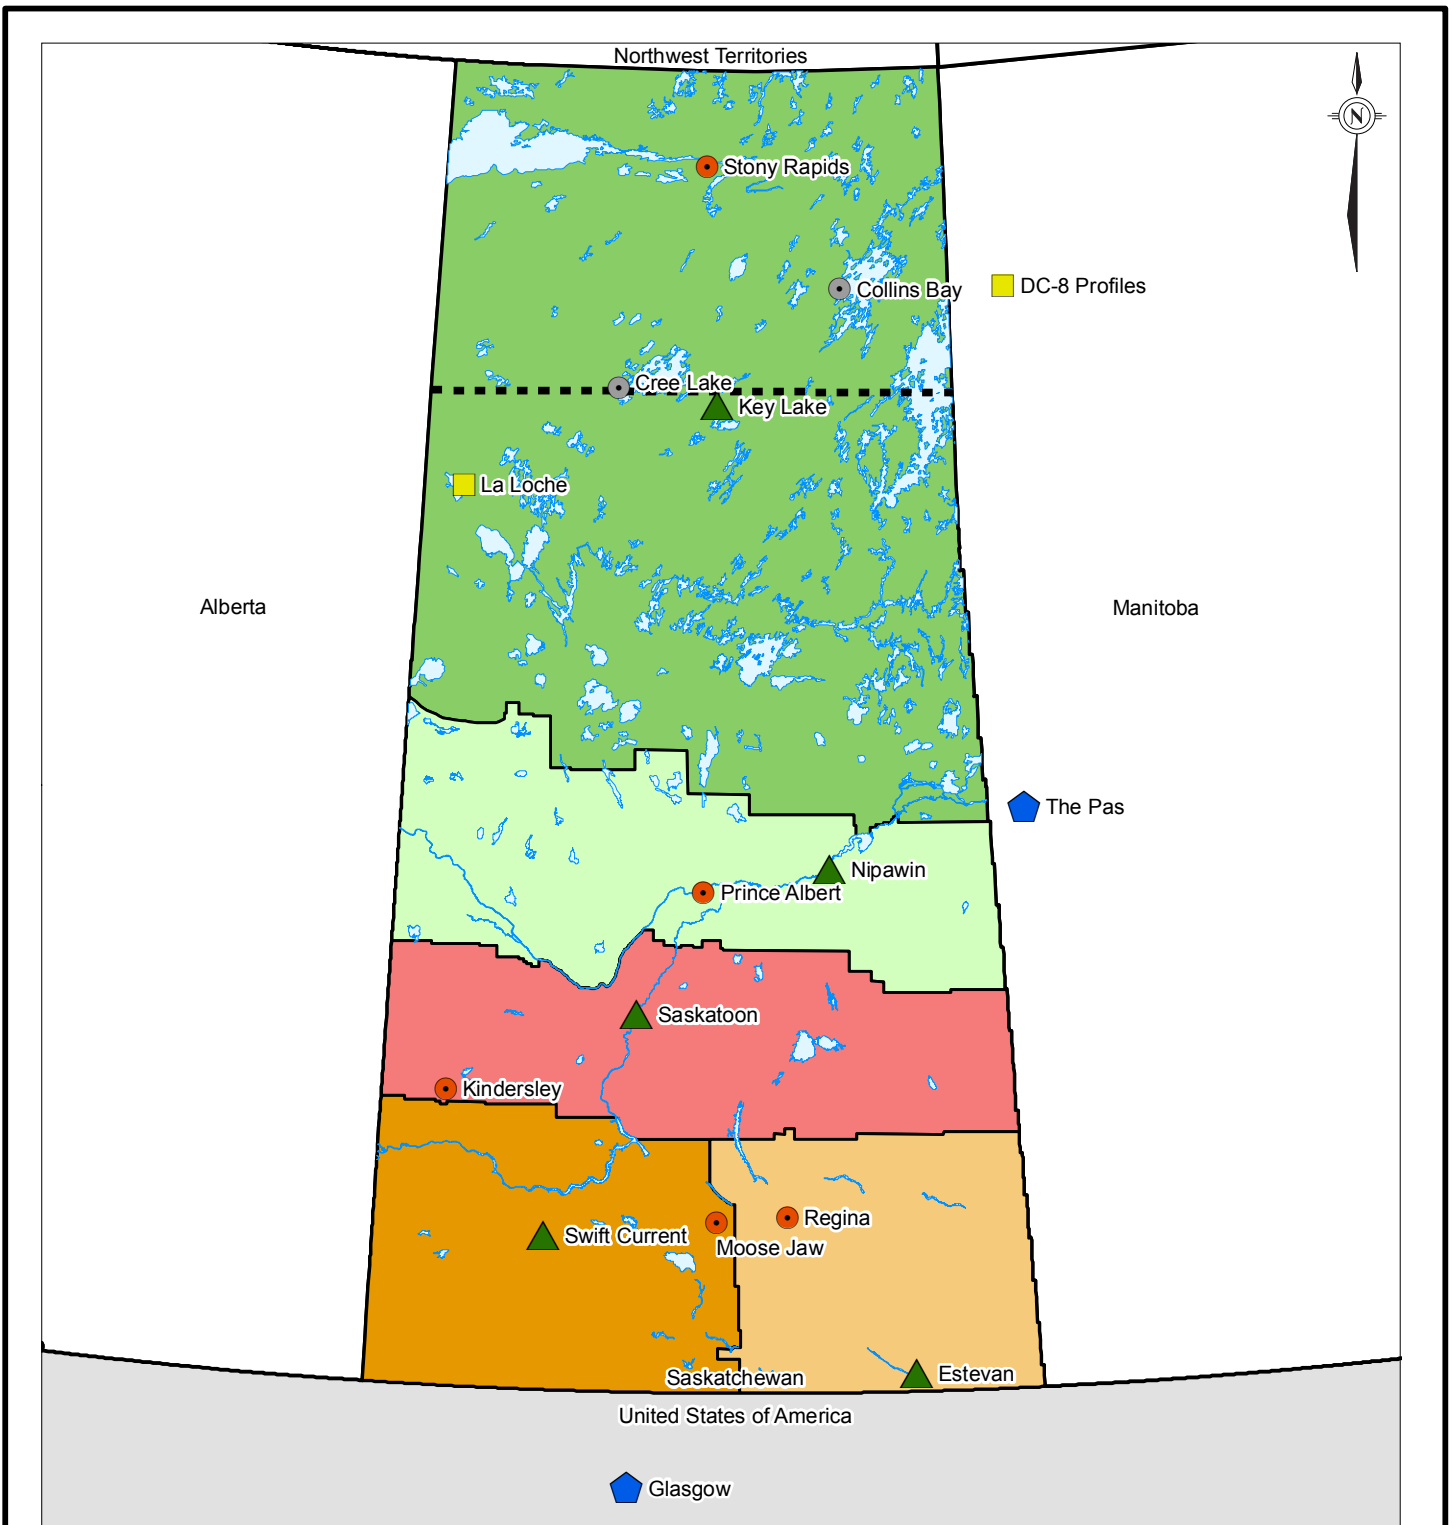 Northwest Territories
N
Stony Rapids
Collins Bay
DC-8 Profiles
Cree Lake
Key Lake
La Loche
Alberta
Manitoba
The Pas
Nipawin
Prince Albert
Saskatoon
Kindersley
Regina
Swift Current
Moose Jaw
Estevan
Saskatchewan
United States of America
Glasgow